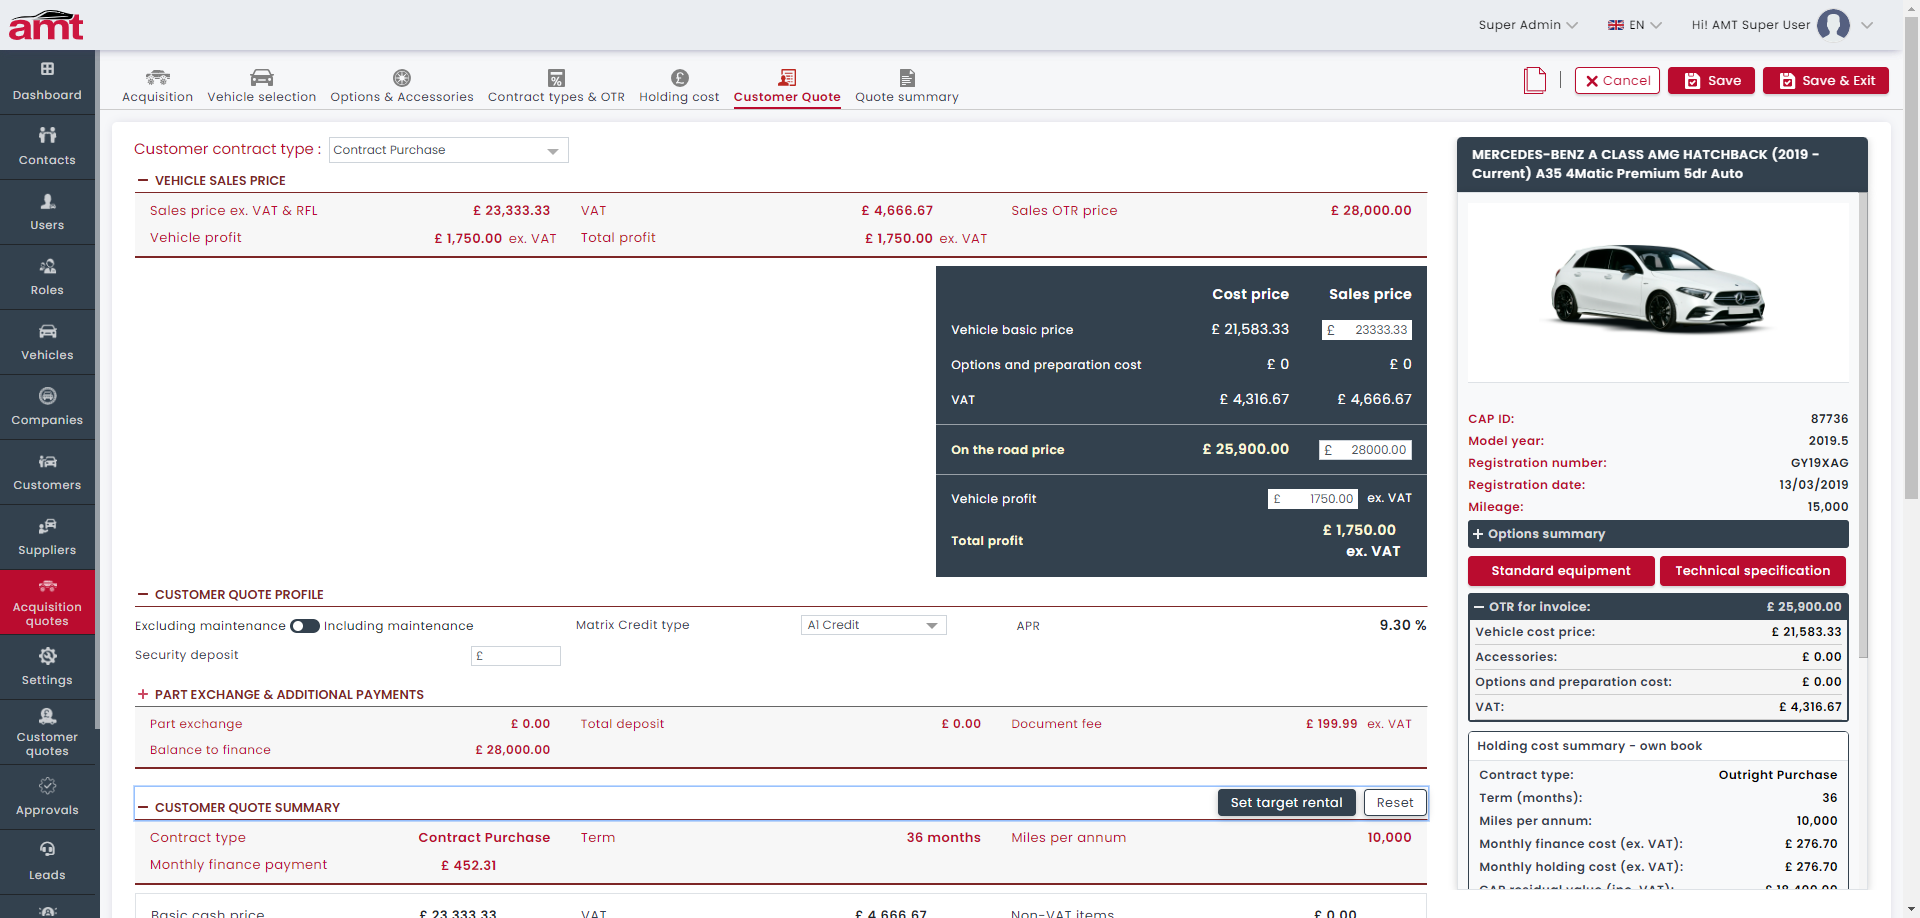 amt
Super Admin
EN
Hi! AMT Super User
Dashboard
Contacts
Users
Roles
Vehicles
Companies
Customers
Suppliers
Acquisition
quotes
Settings
Customer
quotes
Approvals
Leads
Acquisition
Vehicle selection
Options & Accessories
Contract types & OTR
Holding cost
Customer Quote
Quote summary
Cancel
Save
Save & Exit
Customer contract type : Contract Purchase
VEHICLE SALES PRICE
Sales price ex. VAT & RFL £ 23,333.33 VAT £ 4,666.67 Sales OTR price £ 28,000.00
Vehicle profit £ 1,750.00 ex. VAT Total profit £ 1,750.00 ex. VAT
Cost price Sales price
Vehicle basic price £ 21,583.33 £ 23333.33
Options and preparation cost £ 0 £ 0
VAT £ 4,316.67 £ 4,666.67
On the road price £ 25,900.00 £ 28000.00
Vehicle profit £ 1750.00 ex. VAT
Total profit £ 1,750.00
ex. VAT
CUSTOMER QUOTE PROFILE
Excluding maintenance Including maintenance Matrix Credit type A1 Credit APR 9.30 %
Security deposit £
+ PART EXCHANGE & ADDITIONAL PAYMENTS
Part exchange £ 0.00 Total deposit £ 0.00 Document fee £ 199.99 ex. VAT
Balance to finance £ 28,000.00
CUSTOMER QUOTE SUMMARY Set target rental Reset
Contract type Contract Purchase Term 36 months Miles per annum 10,000
Monthly finance payment £ 452.31
Basic cash price £ 23,333.33 VAT £ 4,666.67 Non-VAT items £ 0.00
MERCEDES-BENZ A CLASS AMG HATCHBACK (2019 -
Current) A35 4Matic Premium 5dr Auto
CAP ID: 87736
Model year: 2019.5
Registration number: GY19XAG
Registration date: 13/03/2019
Mileage: 15,000
+ Options summary
Standard equipment Technical specification
OTR for invoice: £ 25,900.00
Vehicle cost price: £ 21,583.33
Accessories: £ 0.00
Options and preparation cost: £ 0.00
VAT: £ 4,316.67
Holding cost summary - own book
Contract type: Outright Purchase
Term (months): 36
Miles per annum: 10,000
Monthly finance cost (ex. VAT): £ 276.70
Monthly holding cost (ex. VAT): £ 276.70
CAP residual value (inc. VAT): £ 18,400.00